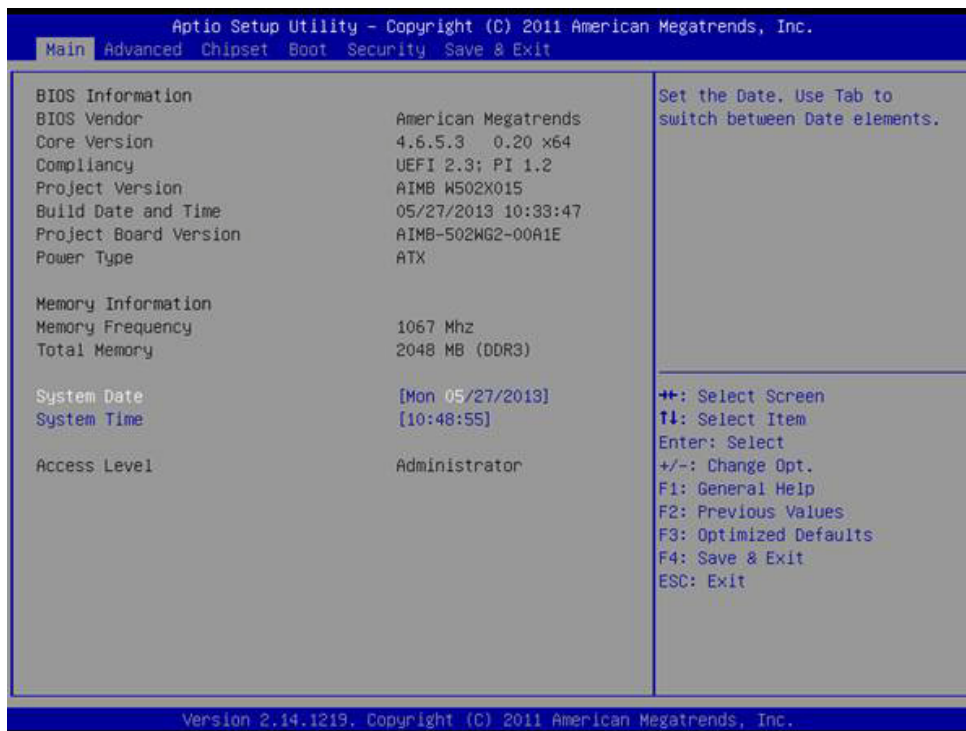 Aptio Setup Utility – Copyright (C) 2011 American Megatrends, Inc.
Main Advanced Chipset Boot Security Save & Exit
BIOS Information
BIOS Vendor American Megatrends
Core Version 4.6.5.3 0.20 x64
Compliancy UEFI 2.3; PI 1.2
Project Version AIMB W502X015
Build Date and Time 05/27/2013 10:33:47
Project Board Version AIMB-502WG2-00A1E
Power Type ATX
Memory Information
Memory Frequency 1067 Mhz
Total Memory 2048 MB (DDR3)
System Date [Mon 05/27/2013]
System Time [10:48:55]
Access Level Administrator
Set the Date. Use Tab to
switch between Date elements.
→←: Select Screen
↑↓: Select Item
Enter: Select
+/-: Change Opt.
F1: General Help
F2: Previous Values
F3: Optimized Defaults
F4: Save & Exit
ESC: Exit
Version 2.14.1219. Copyright (C) 2011 American Megatrends, Inc.